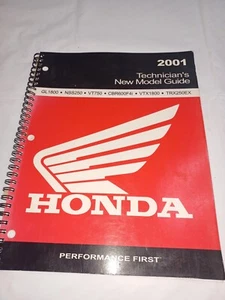 2001
Technician's
New Model Guide
GL1800 • NSS250 • VT750 • CBR600F4i • VTX1800 • TRX250EX
HONDA
PERFORMANCE FIRST